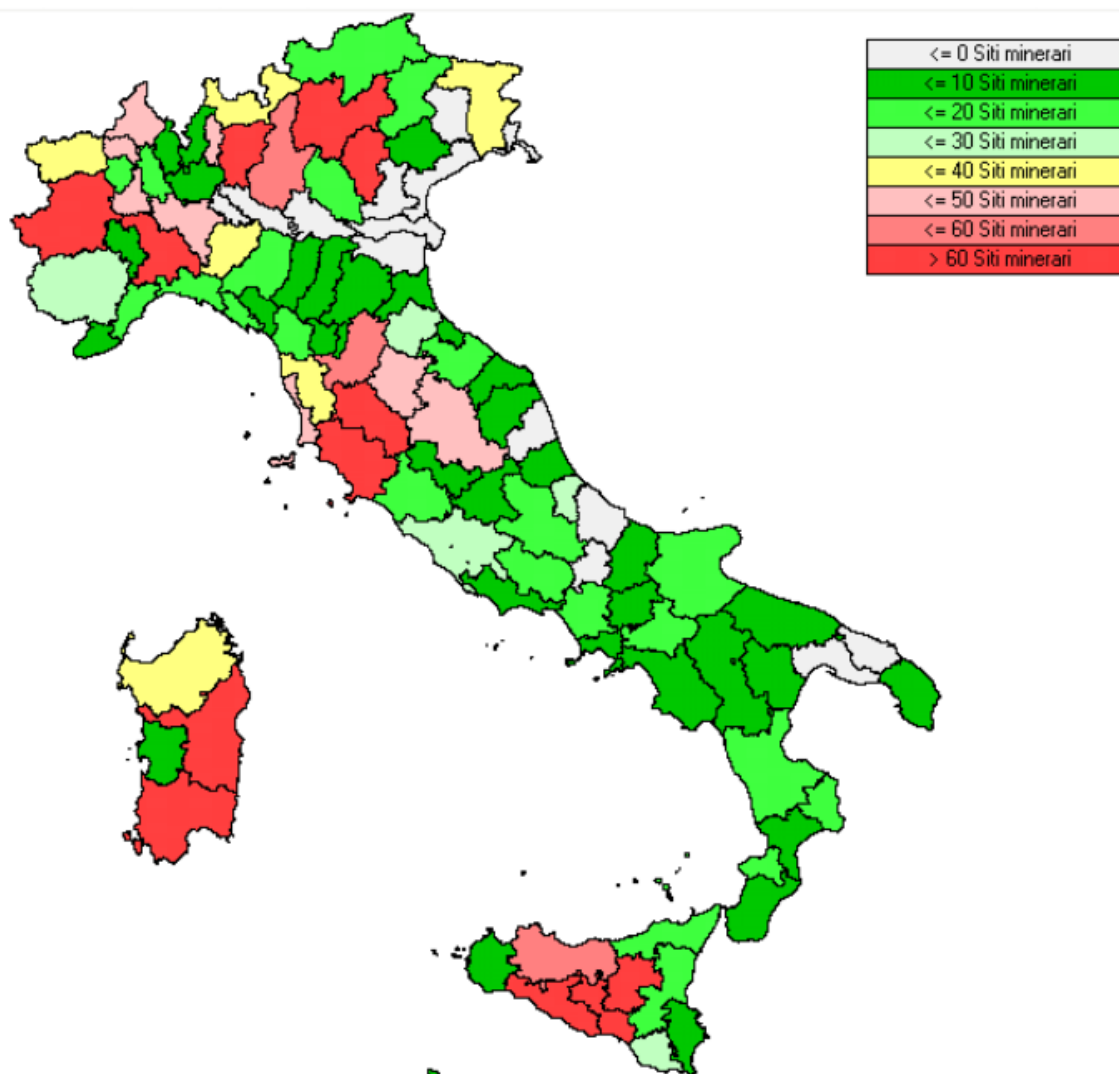 <= 0 Siti minerari
<= 10 Siti minerari
<= 20 Siti minerari
<= 30 Siti minerari
<= 40 Siti minerari
<= 50 Siti minerari
<= 60 Siti minerari
> 60 Siti minerari